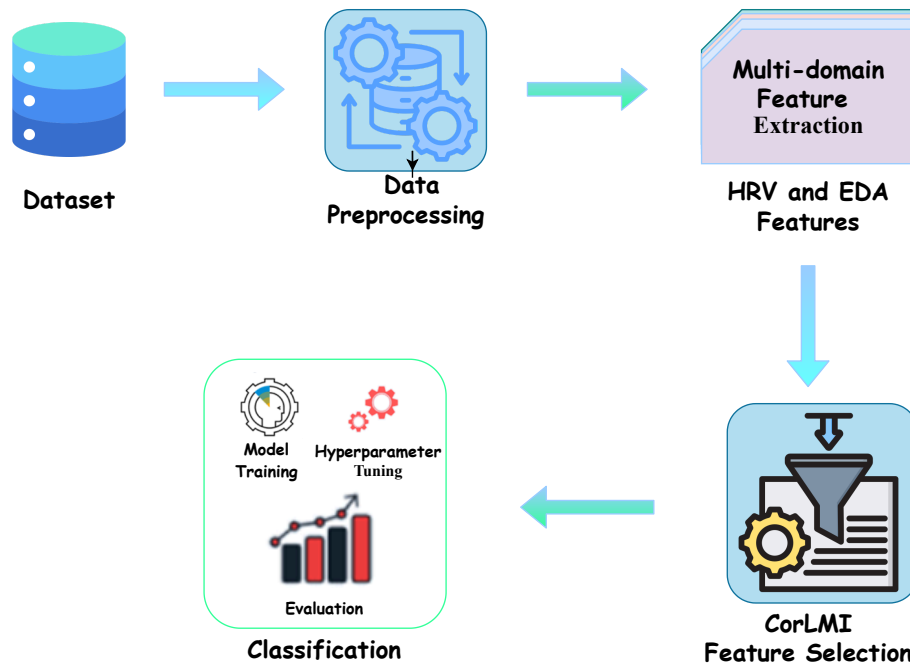 Multi-domain
Feature
Extraction
Dataset
Data
Preprocessing
HRV and EDA
Features
Model
Training
Hyperparameter
Tuning
Evaluation
Classification
CorLMI
Feature Selection